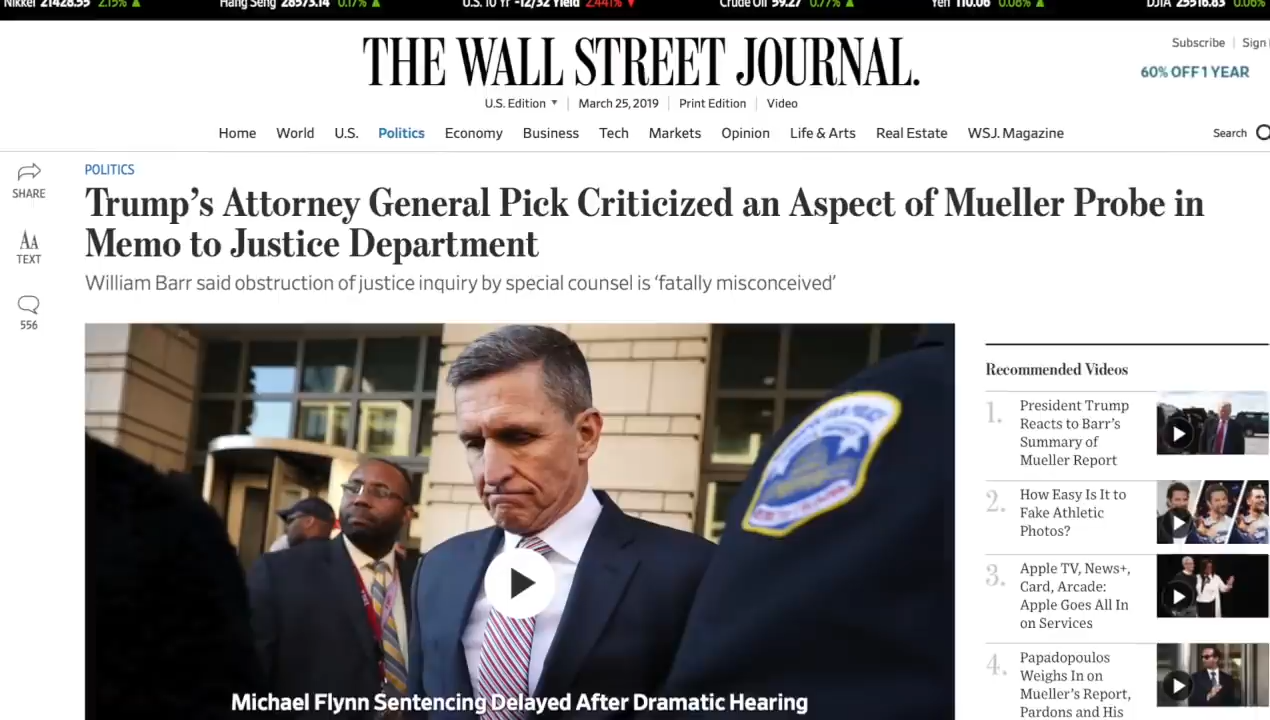 Nikkei 21428.55 2.15% ▲ Hang Seng 28573.14 0.17% ▲ U.S. 10 Yr -12/32 Yield 2.441% ▼ Crude Oil 59.27 0.77% ▲ Yen 110.06 0.08% ▲ DJIA 25516.83 0.06%
THE WALL STREET JOURNAL.
Subscribe | Sign
60% OFF 1 YEAR
U.S. Edition ▼ | March 25, 2019 | Print Edition | Video
Home World U.S. Politics Economy Business Tech Markets Opinion Life & Arts Real Estate WSJ. Magazine Search
SHARE
AA
TEXT
556
POLITICS
Trump’s Attorney General Pick Criticized an Aspect of Mueller Probe in
Memo to Justice Department
William Barr said obstruction of justice inquiry by special counsel is ‘fatally misconceived’
Michael Flynn Sentencing Delayed After Dramatic Hearing
Recommended Videos
1. President Trump
Reacts to Barr’s
Summary of
Mueller Report
2. How Easy Is It to
Fake Athletic
Photos?
3. Apple TV, News+,
Card, Arcade:
Apple Goes All In
on Services
4. Papadopoulos
Weighs In on
Mueller’s Report,
Pardons and His